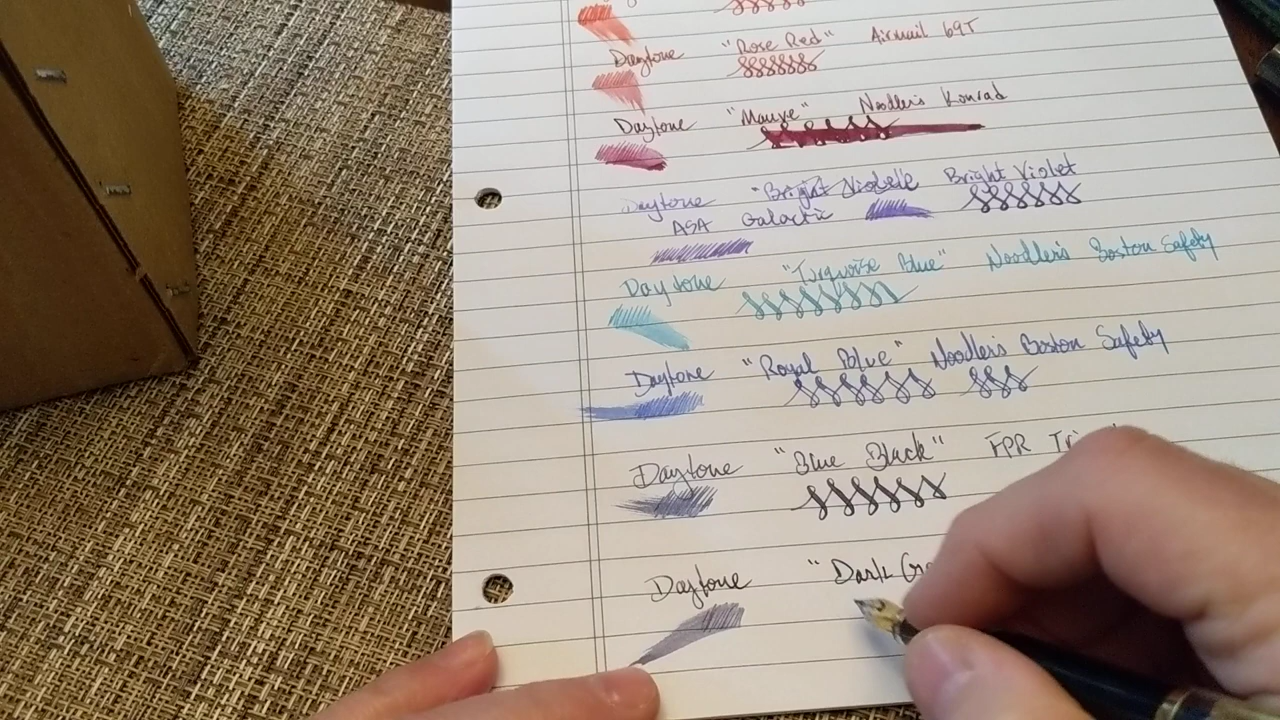 Daytone "Rose Red" Airmail 69T
Daytone "Mauve" Noodler's Konrad
Daytone "Bright Violete Bright Violet
ASA Galactic
Daytone "Turquoise Blue" Noodler's Boston Safety
Daytone "Royal Blue" Noodler's Boston Safety
Daytone "Blue Black" FPR
Daytone "Dark